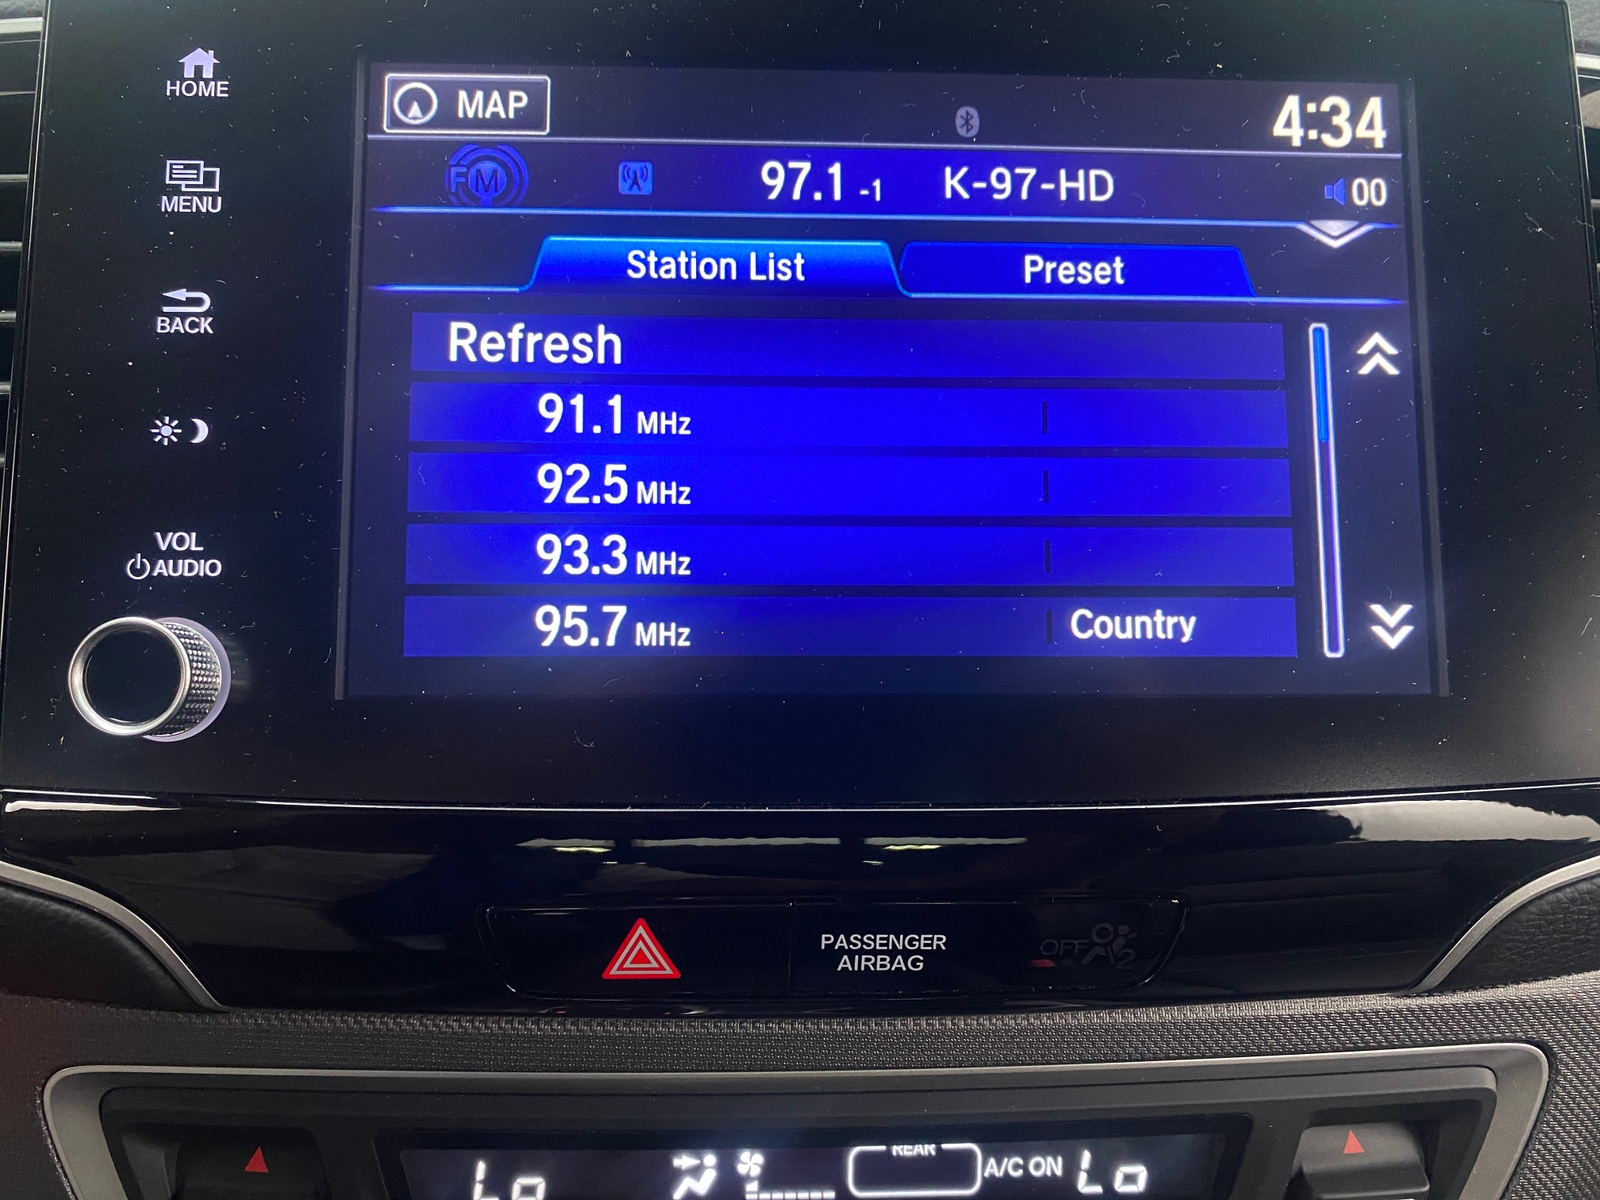 HOME
MAP
4:34
FM
97.1 -1
K-97-HD
00
MENU
Station List
Preset
Refresh
BACK
91.1 MHz
92.5 MHz
93.3 MHz
VOL
AUDIO
95.7 MHz
Country
PASSENGER
AIRBAG
OFF
2
REAR
Lo
A/C ON
Lo